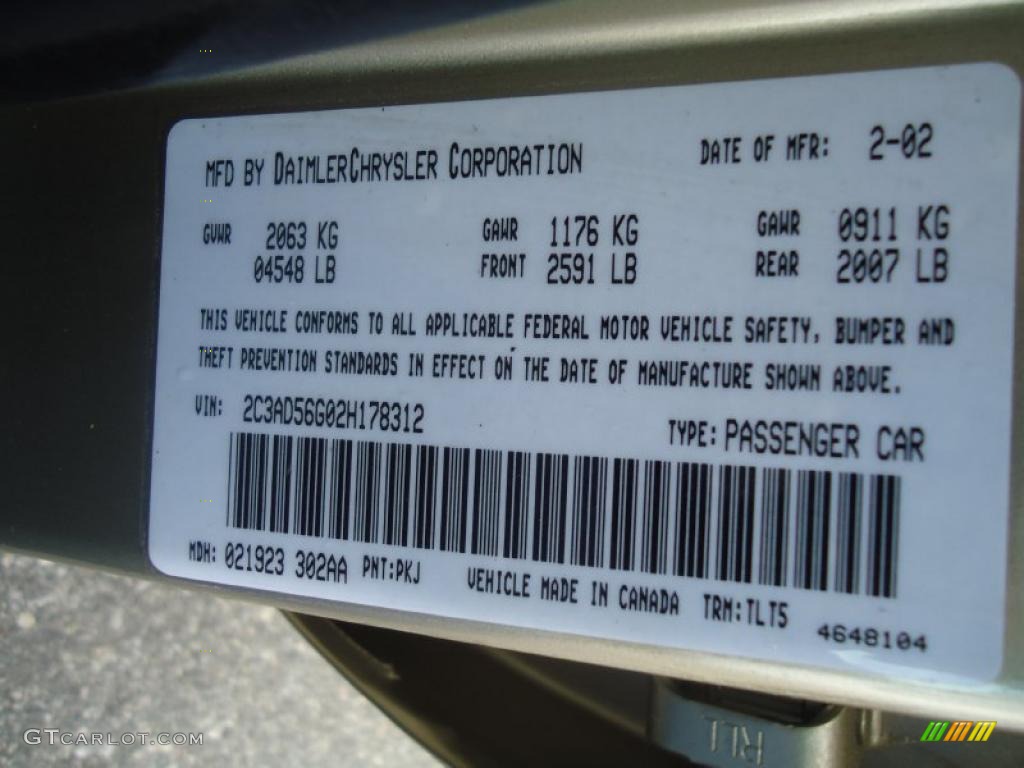 MFD BY DAIMLERCHRYSLER CORPORATION DATE OF MFR: 2-02
GVWR 2063 KG GAWR 1176 KG GAWR 0911 KG
04548 LB FRONT 2591 LB REAR 2007 LB
THIS VEHICLE CONFORMS TO ALL APPLICABLE FEDERAL MOTOR VEHICLE SAFETY, BUMPER AND
THEFT PREVENTION STANDARDS IN EFFECT ON THE DATE OF MANUFACTURE SHOWN ABOVE.
VIN: 2C3AD56G02H178312 TYPE: PASSENGER CAR
MDH: 021923 302AA PNT:PKJ VEHICLE MADE IN CANADA TRM:TLT5
4648104
RLL
GTCARLOT.COM